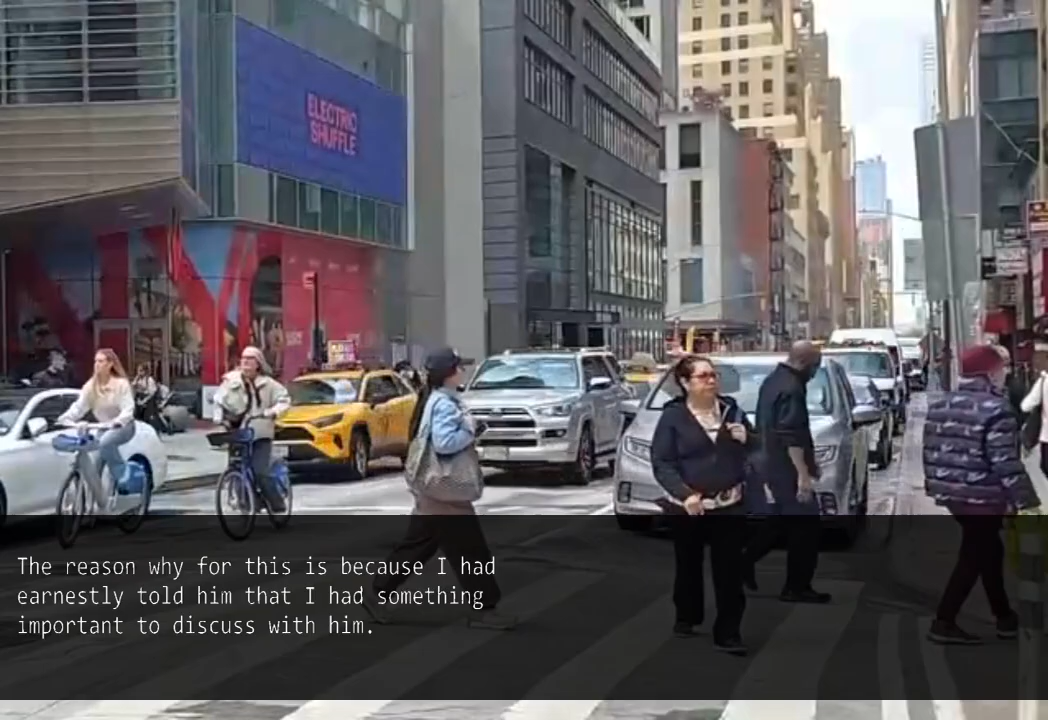 ELECTRIC
SHUFFLE
The reason why for this is because I had
earnestly told him that I had something
important to discuss with him.